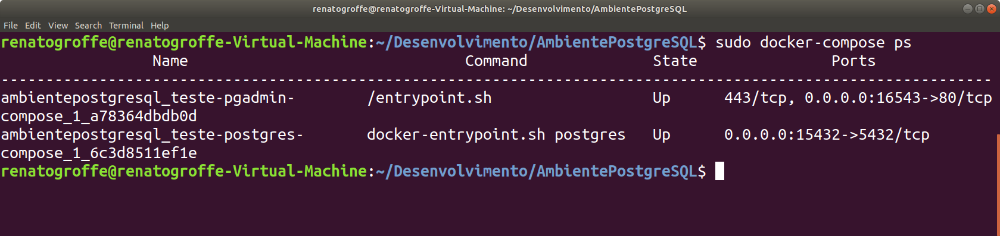 renatogroffe@renatogroffe-Virtual-Machine: ~/Desenvolvimento/AmbientePostgreSQL
File Edit View Search Terminal Help
renatogroffe@renatogroffe-Virtual-Machine:~/Desenvolvimento/AmbientePostgreSQL$ sudo docker-compose ps
Name Command State Ports
---------------------------------------------------------------------------------------------------------------
ambientepostgresql_teste-pgadmin- /entrypoint.sh Up 443/tcp, 0.0.0.0:16543->80/tcp
compose_1_a78364dbdb0d
ambientepostgresql_teste-postgres- docker-entrypoint.sh postgres Up 0.0.0.0:15432->5432/tcp
compose_1_6c3d8511ef1e
renatogroffe@renatogroffe-Virtual-Machine:~/Desenvolvimento/AmbientePostgreSQL$